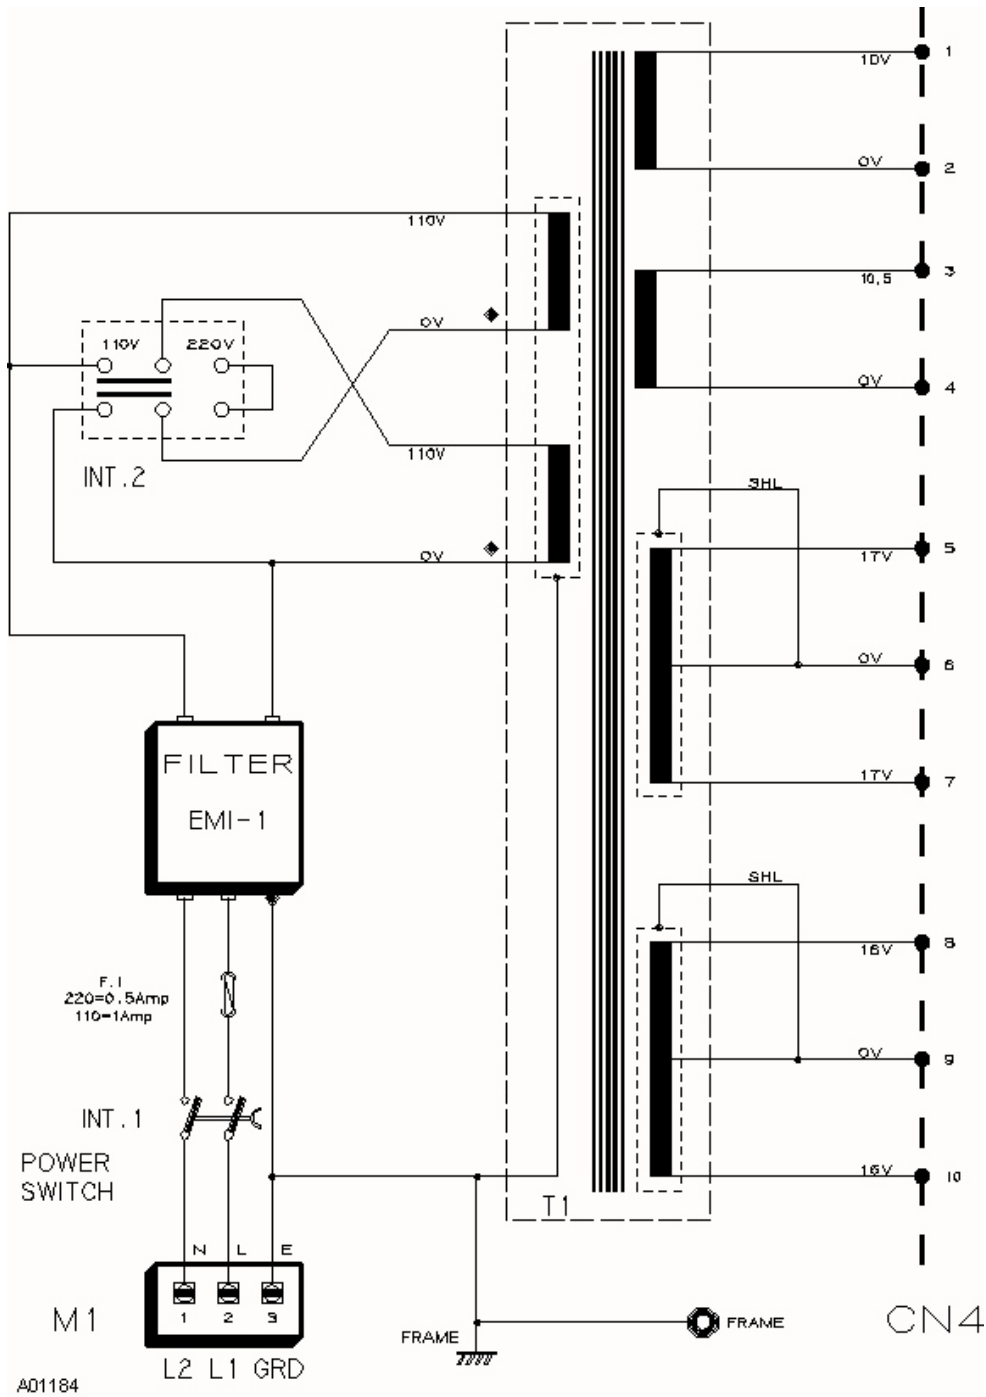 10V
1
0V
2
110V
10,5
3
0V
110V
220V
0V
4
110V
INT.2
SHL
0V
17V
5
0V
6
17V
7
FILTER
EMI-1
SHL
16V
8
F.I
220=0.5Amp
110=1Amp
0V
9
INT.1
POWER
SWITCH
16V
10
T1
N
L
E
M1
1
2
3
FRAME
FRAME
CN4
L2
L1
GRD
A01184